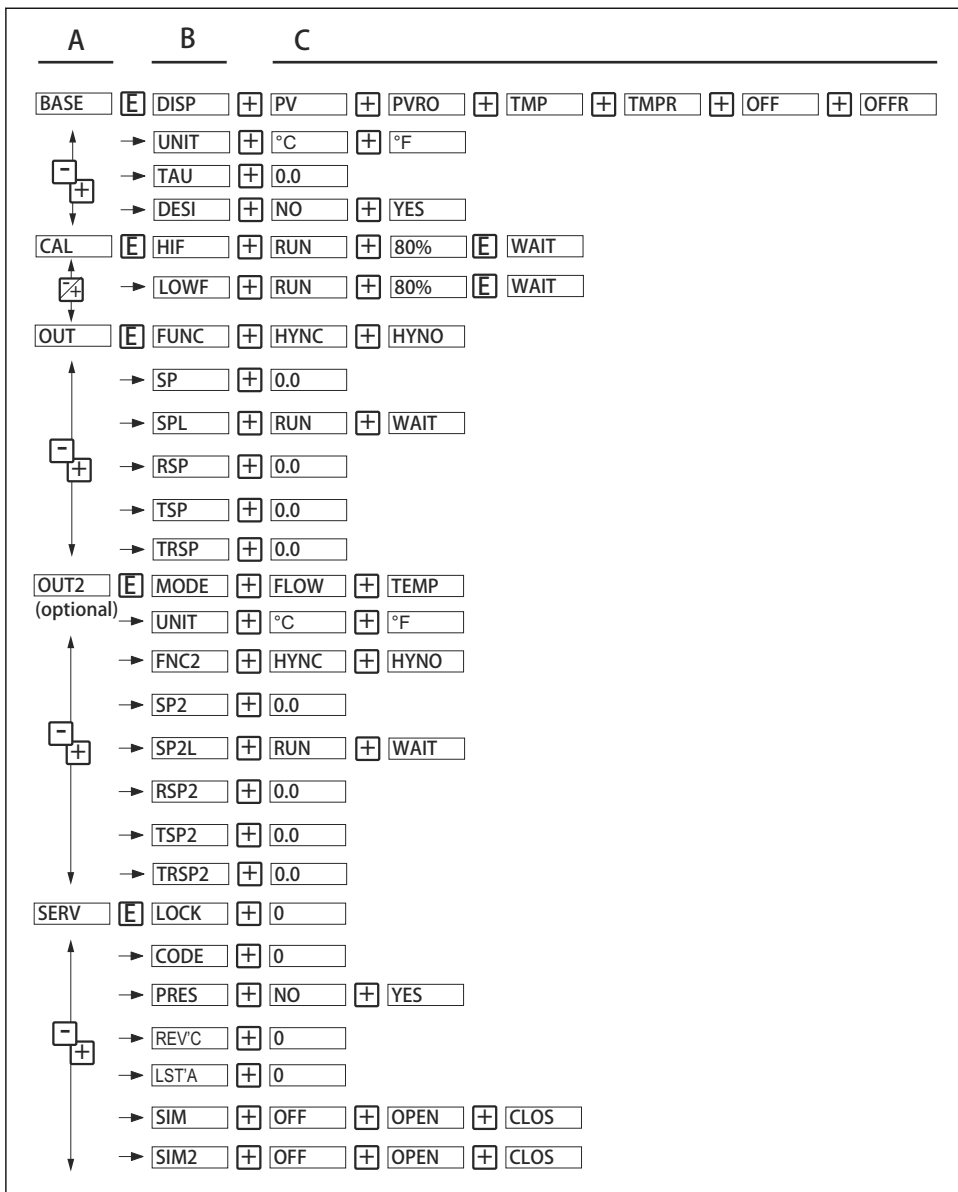 A B C
BASE E DISP + PV + PVRO + TMP + TMPR + OFF + OFFR
UNIT + °C + °F
-
+
TAU + 0.0
DESI + NO + YES
CAL E HIF + RUN + 80% E WAIT
-/+
LOWF + RUN + 80% E WAIT
OUT E FUNC + HYNC + HYNO
SP + 0.0
SPL + RUN + WAIT
-
+
RSP + 0.0
TSP + 0.0
TRSP + 0.0
OUT2 E MODE + FLOW + TEMP
(optional)
UNIT + °C + °F
FNC2 + HYNC + HYNO
SP2 + 0.0
-
+
SP2L + RUN + WAIT
RSP2 + 0.0
TSP2 + 0.0
TRSP2 + 0.0
SERV E LOCK + 0
CODE + 0
PRES + NO + YES
-
+
REV'C + 0
LST'A + 0
SIM + OFF + OPEN + CLOS
SIM2 + OFF + OPEN + CLOS